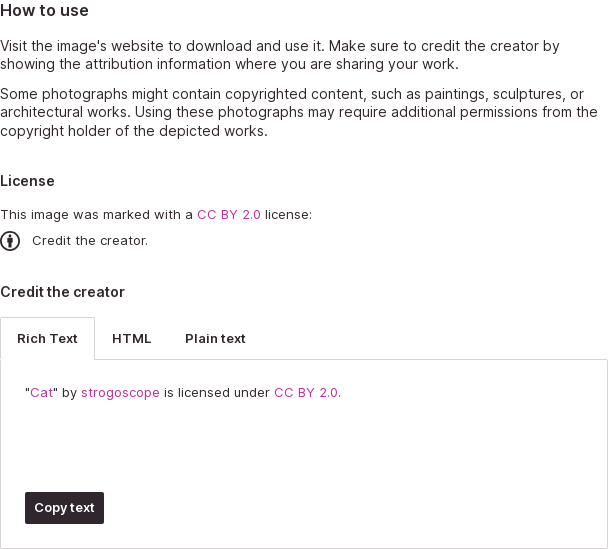 How to use
Visit the image's website to download and use it. Make sure to credit the creator by
showing the attribution information where you are sharing your work.
Some photographs might contain copyrighted content, such as paintings, sculptures, or
architectural works. Using these photographs may require additional permissions from the
copyright holder of the depicted works.
License
This image was marked with a CC BY 2.0 license:
Credit the creator.
Credit the creator
Rich Text HTML Plain text
"Cat" by strogoscope is licensed under CC BY 2.0.
Copy text